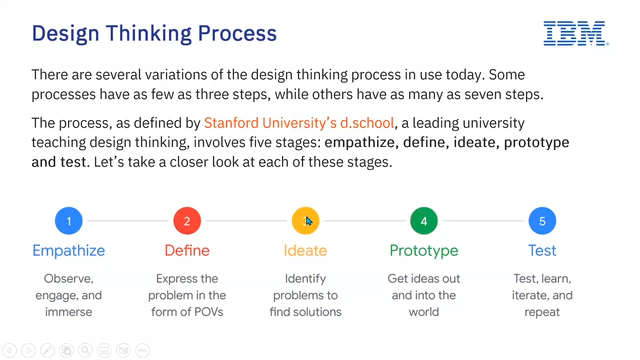 Design Thinking Process
IBM
There are several variations of the design thinking process in use today. Some
processes have as few as three steps, while others have as many as seven steps.
The process, as defined by Stanford University's d.school, a leading university
teaching design thinking, involves five stages: empathize, define, ideate, prototype
and test. Let's take a closer look at each of these stages.
1
Empathize
Observe,
engage, and
immerse
2
Define
Express the
problem in the
form of POVs
Ideate
Identify
problems to
find solutions
4
Prototype
Get ideas out
and into the
world
5
Test
Test, learn,
iterate, and
repeat